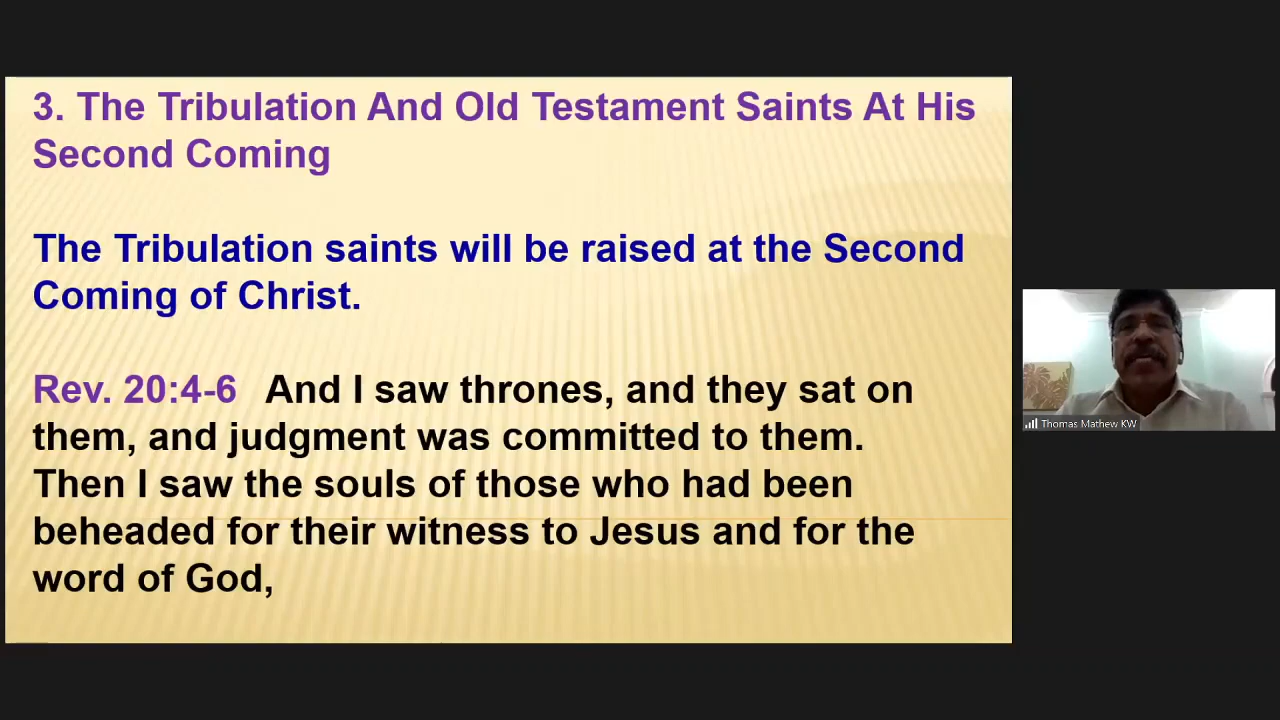 3. The Tribulation And Old Testament Saints At His
Second Coming
The Tribulation saints will be raised at the Second
Coming of Christ.
Rev. 20:4-6 And I saw thrones, and they sat on
them, and judgment was committed to them.
Then I saw the souls of those who had been
beheaded for their witness to Jesus and for the
word of God,
Thomas Mathew KW